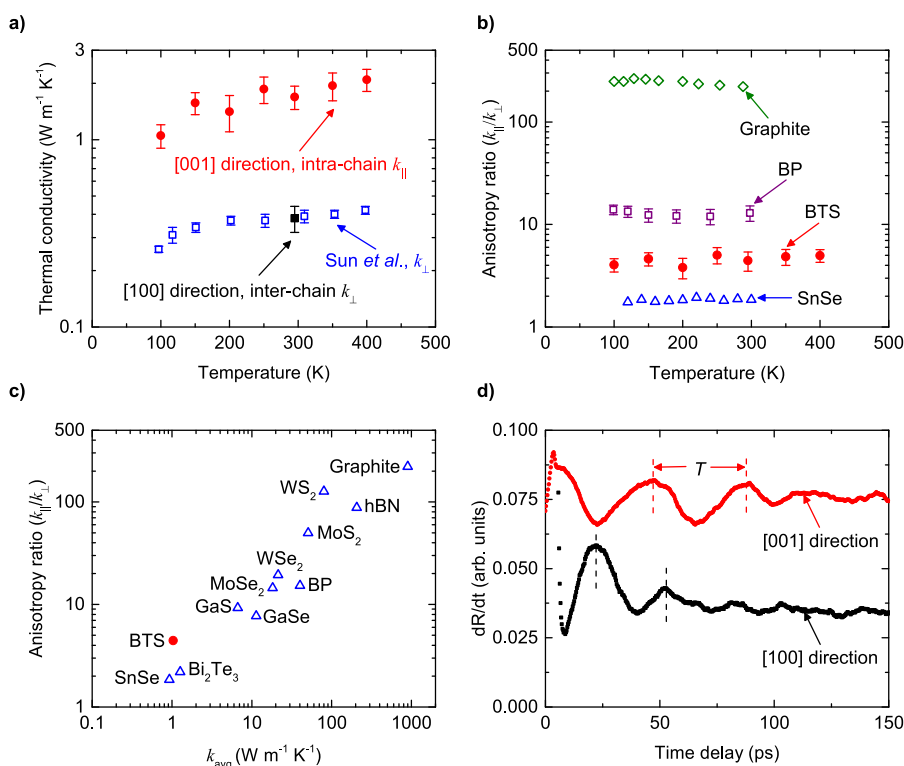 a)
Thermal conductivity (W m⁻¹ K⁻¹)
3
1
0.1
[001] direction, intra-chain k||
Sun et al., k⊥
[100] direction, inter-chain k⊥
0 100 200 300 400 500
Temperature (K)
b)
Anisotropy ratio (k||/k⊥)
500
100
10
1
Graphite
BP
BTS
SnSe
0 100 200 300 400 500
Temperature (K)
c)
Anisotropy ratio (k||/k⊥)
500
100
10
1
Graphite
WS₂
hBN
MoS₂
WSe₂
MoSe₂
BP
GaS
GaSe
BTS
Bi₂Te₃
SnSe
0.1 1 10 100 1000
kavg (W m⁻¹ K⁻¹)
d)
dR/dt (arb. units)
0.100
0.075
0.050
0.025
0.000
T
[001] direction
[100] direction
0 50 100 150
Time delay (ps)